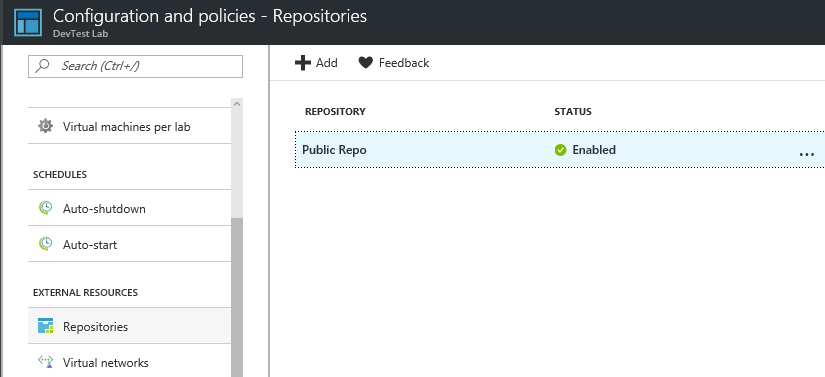 Configuration and policies - Repositories
DevTest Lab
Search (Ctrl+/)
Virtual machines per lab
SCHEDULES
Auto-shutdown
Auto-start
EXTERNAL RESOURCES
Repositories
Virtual networks
Add
Feedback
REPOSITORY STATUS
Public Repo Enabled ...